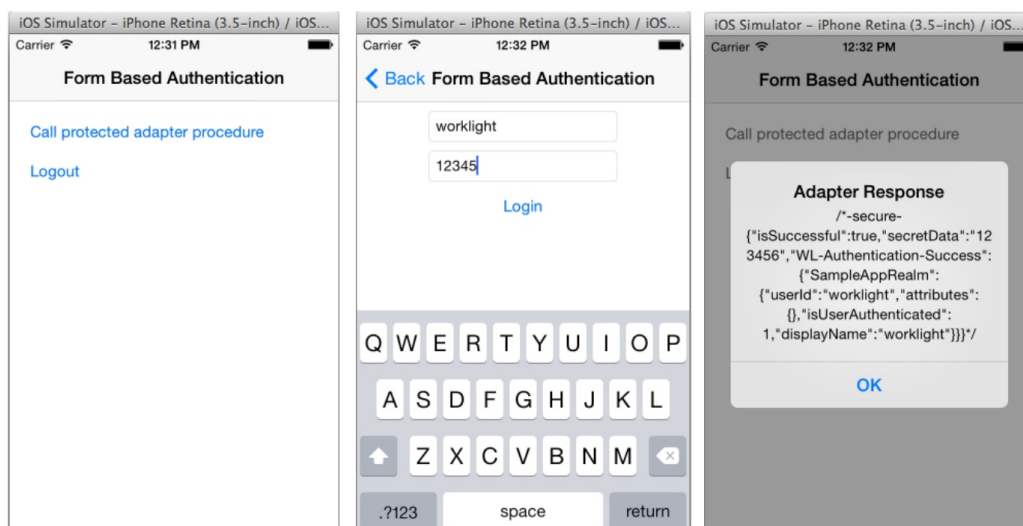 iOS Simulator – iPhone Retina (3.5-inch) / iOS...
Carrier 12:31 PM
Form Based Authentication
Call protected adapter procedure
Logout
iOS Simulator – iPhone Retina (3.5-inch) / iOS...
Carrier 12:32 PM
Back Form Based Authentication
worklight
12345
Login
Q W E R T Y U I O P
A S D F G H J K L
Z X C V B N M
.?123 space return
iOS Simulator – iPhone Retina (3.5-inch) / iOS...
Carrier 12:32 PM
Form Based Authentication
Call protected adapter procedure
L
Adapter Response
/*-secure-
{"isSuccessful":true,"secretData":"12
3456","WL-Authentication-Success":
{"SampleAppRealm":
{"userId":"worklight","attributes":
{},"isUserAuthenticated":
1,"displayName":"worklight"}}}*/
OK